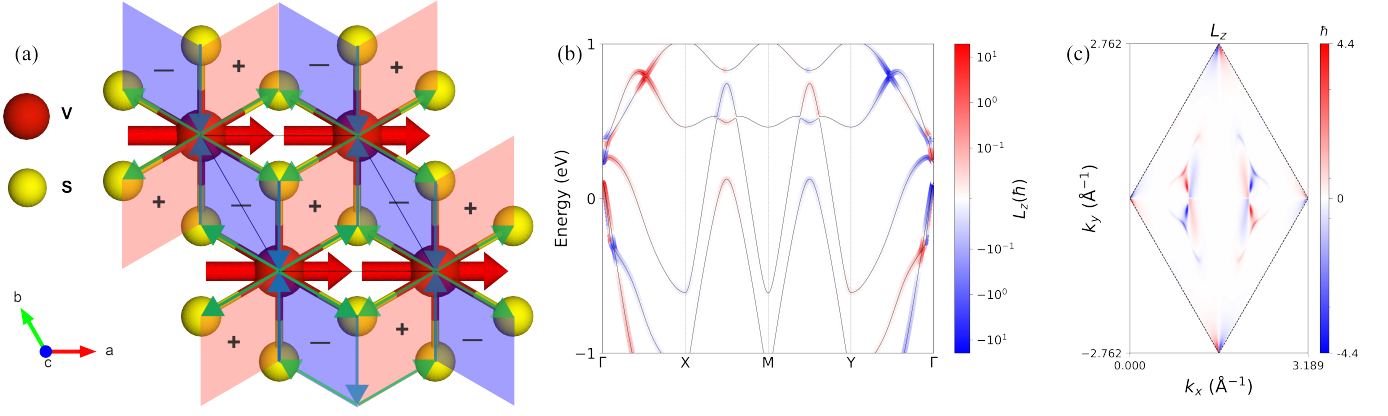 (a)
V
S
− + − +
+ − + −
+ − + −
b
a
c
(b)
Energy (eV)
1
0
−1
Γ X M Y Γ
10¹
10⁰
10⁻¹
−10⁻¹
−10⁰
−10¹
L_z(ħ)
(c)
L_z
ħ
2.762
−2.762
k_y (Å⁻¹)
0.000
3.189
k_x (Å⁻¹)
4.4
0
−4.4